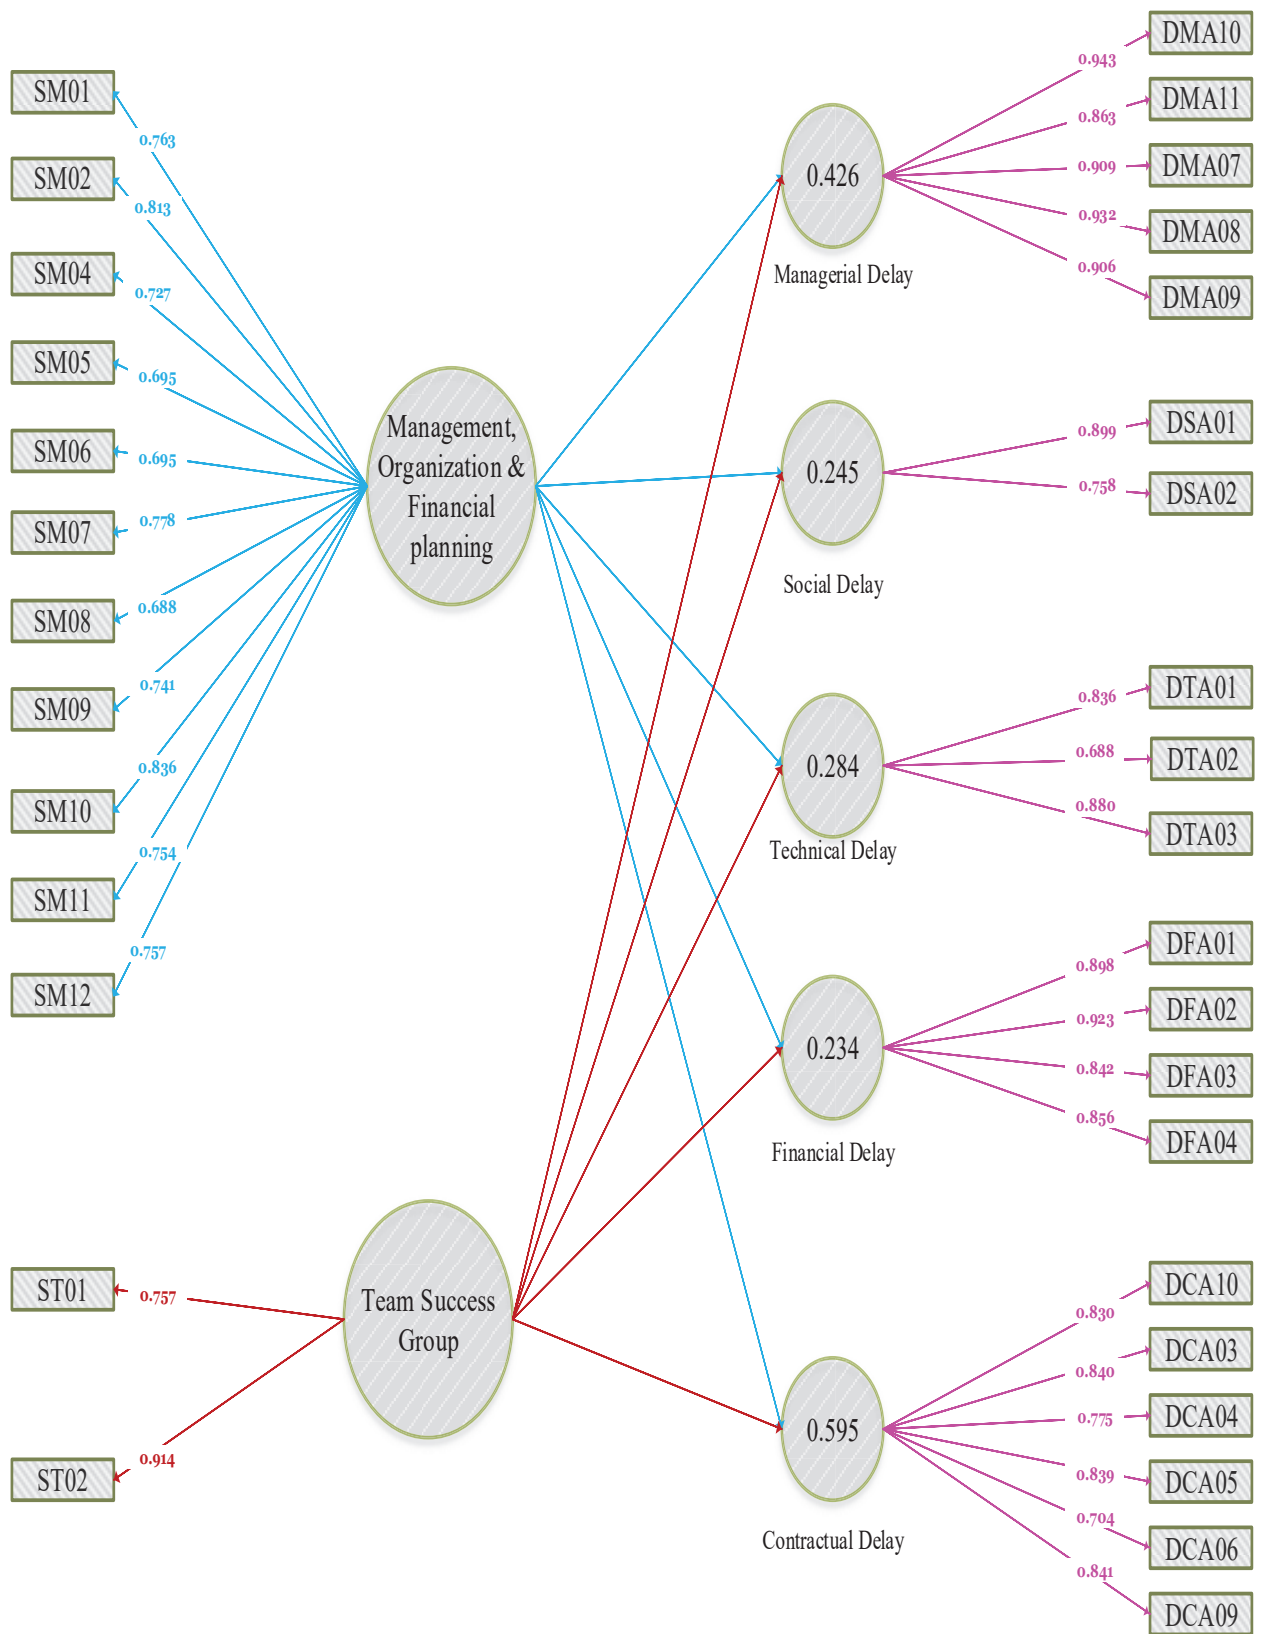 SM01
SM02
SM04
SM05
SM06
SM07
SM08
SM09
SM10
SM11
SM12
0.763
0.813
0.727
0.695
0.695
0.778
0.688
0.741
0.836
0.754
0.757
Management,
Organization &
Financial
planning
ST01
ST02
0.757
0.914
Team Success
Group
0.426
Managerial Delay
0.245
Social Delay
0.284
Technical Delay
0.234
Financial Delay
0.595
Contractual Delay
0.943
0.863
0.909
0.932
0.906
DMA10
DMA11
DMA07
DMA08
DMA09
0.899
0.758
DSA01
DSA02
0.836
0.688
0.880
DTA01
DTA02
DTA03
0.898
0.923
0.842
0.856
DFA01
DFA02
DFA03
DFA04
0.830
0.840
0.775
0.839
0.704
0.841
DCA10
DCA03
DCA04
DCA05
DCA06
DCA09